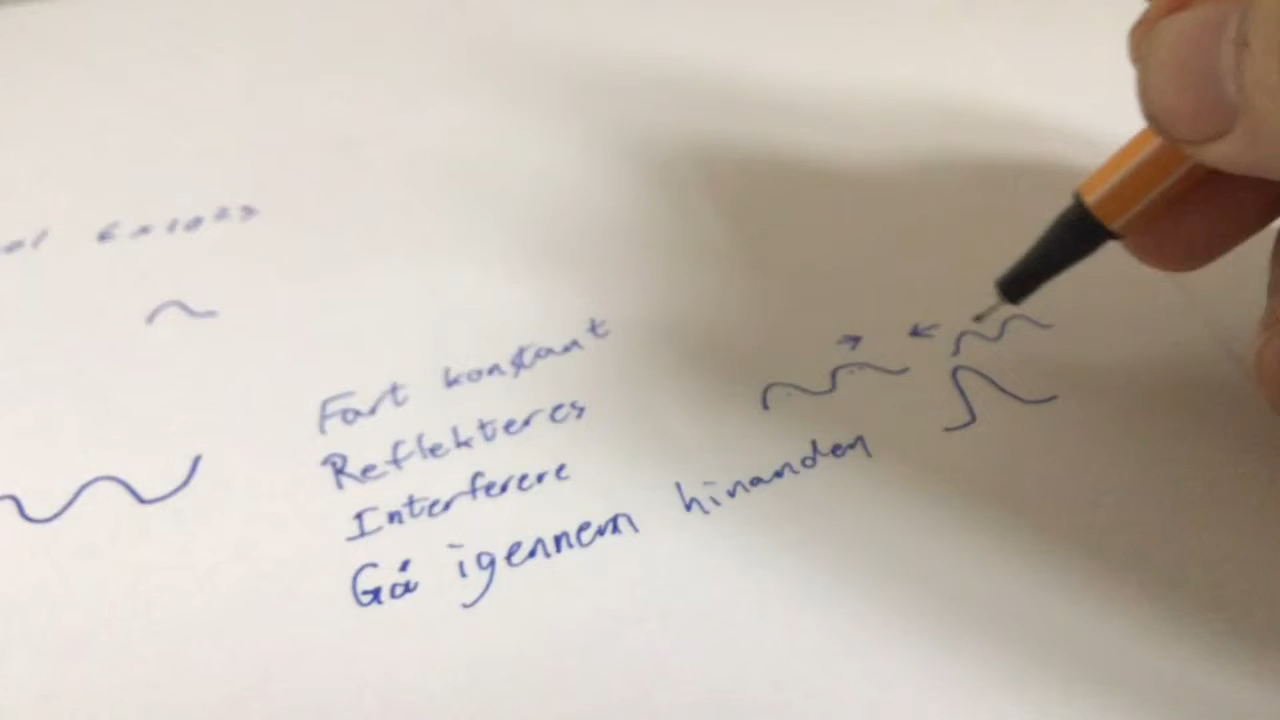 Fart konstant
Reflekteres
Interferere
Gå igennem hinanden